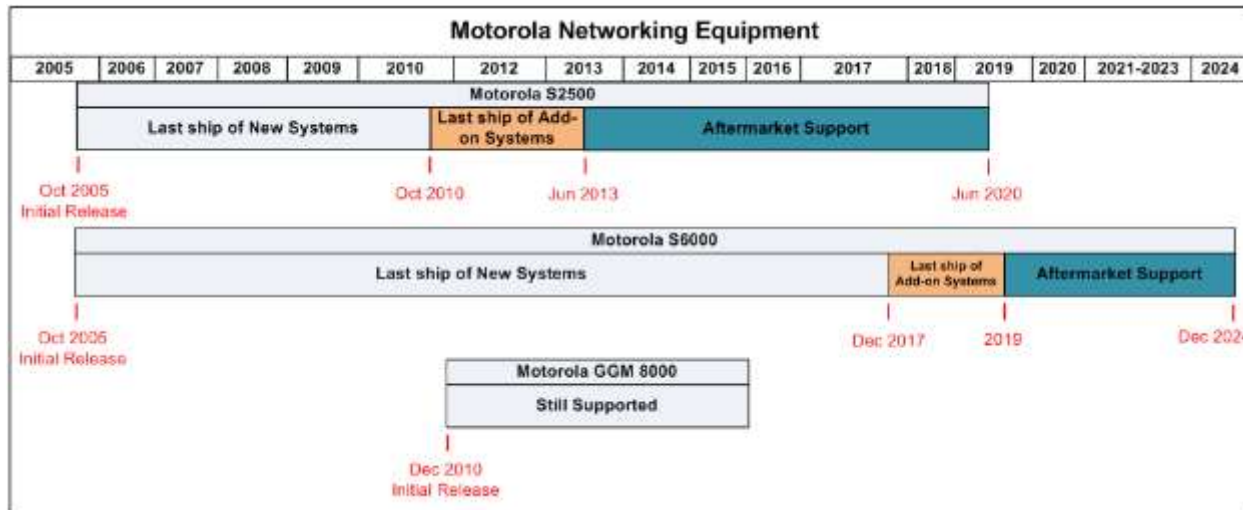 Motorola Networking Equipment
2005 2006 2007 2008 2009 2010 2012 2013 2014 2015 2016 2017 2018 2019 2020 2021-2023 2024
Motorola S2500
Last ship of New Systems
Last ship of Add-
on Systems
Aftermarket Support
Oct 2005
Initial Release
Oct 2010
Jun 2013
Jun 2020
Motorola S6000
Last ship of New Systems
Last ship of
Add-on Systems
Aftermarket Support
Oct 2005
Initial Release
Dec 2017
2019
Dec 2024
Motorola GGM 8000
Still Supported
Dec 2010
Initial Release